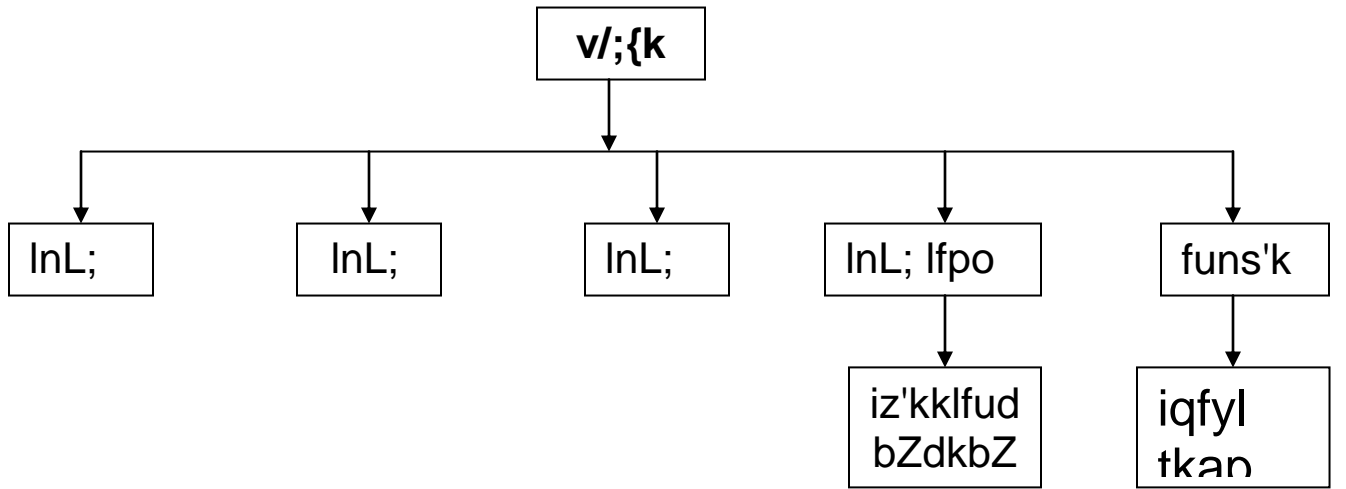 v/;{k
lnL;
lnL;
lnL;
lnL; lfpo
funs'k
iz'kklfud
bZdkbZ
iqfyl
tkap